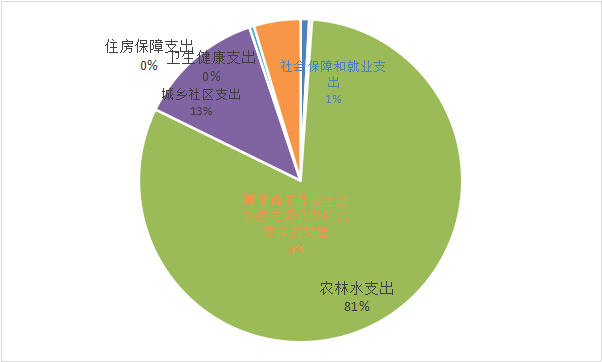 住房保障支出
0%
卫生健康支出
0%
城乡社区支出
13%
社会保障和就业支
出
1%
5%
农林水支出
81%